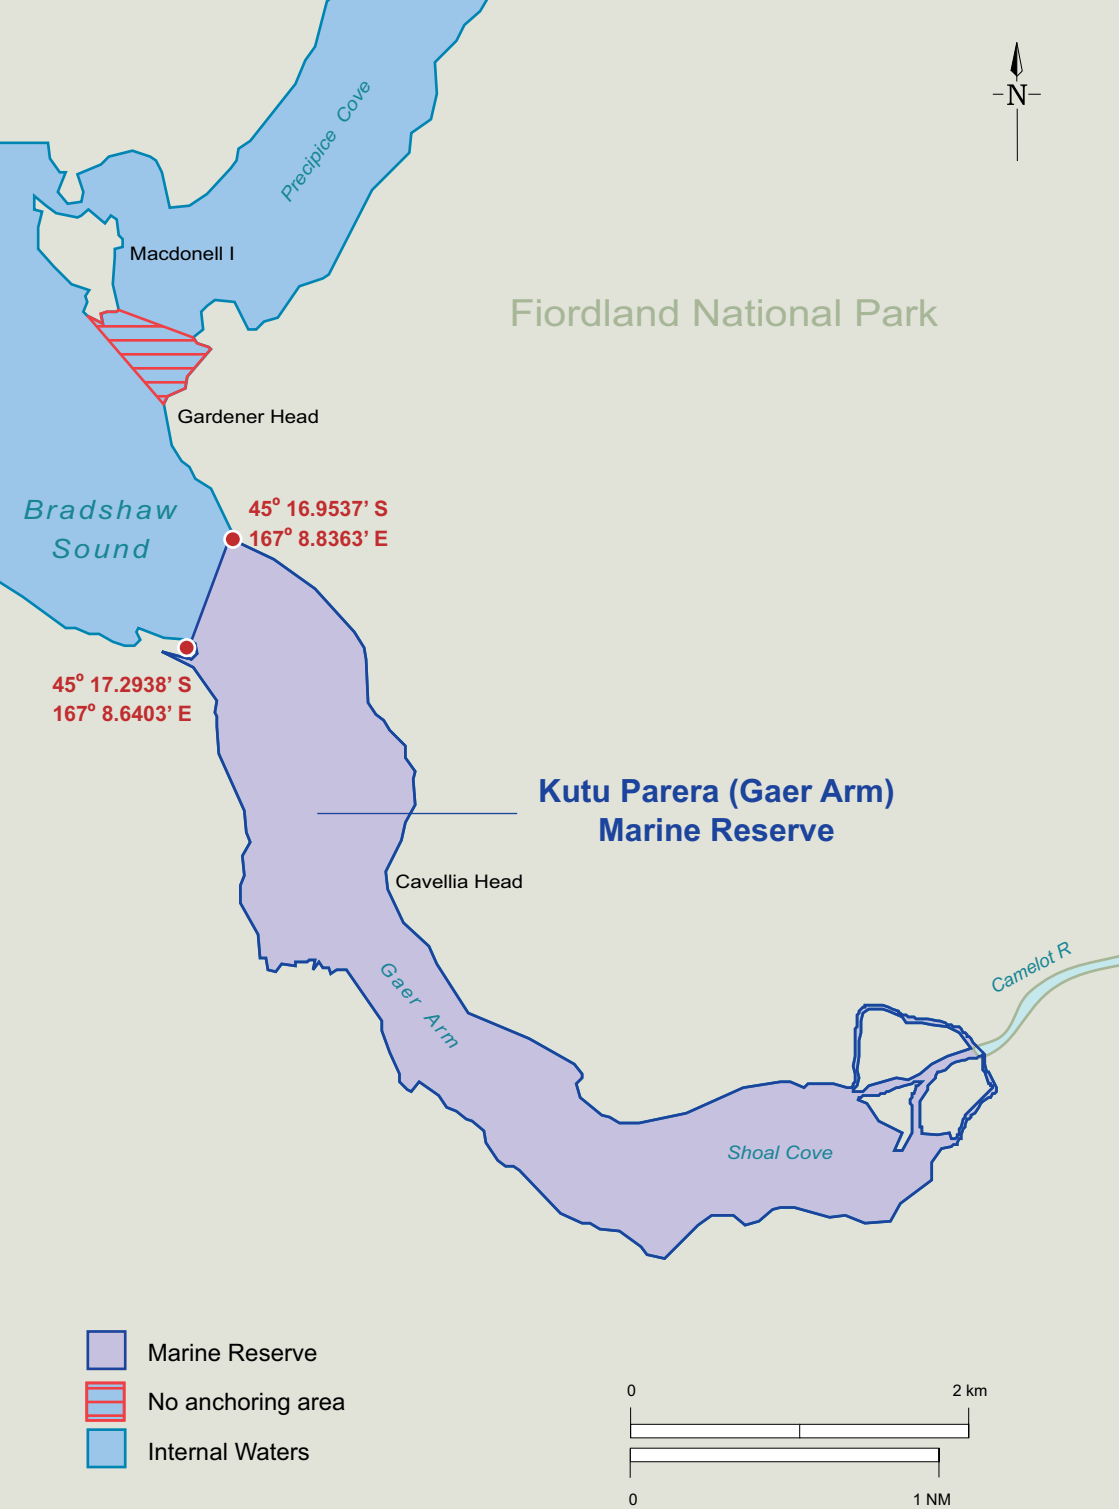 Precipice Cove
N
Macdonell I
Fiordland National Park
Gardener Head
Bradshaw
Sound
45° 16.9537’ S
167° 8.8363’ E
45° 17.2938’ S
167° 8.6403’ E
Kutu Parera (Gaer Arm)
Marine Reserve
Cavellia Head
Gaer Arm
Camelot R
Shoal Cove
Marine Reserve
No anchoring area
Internal Waters
0 2 km
0 1 NM